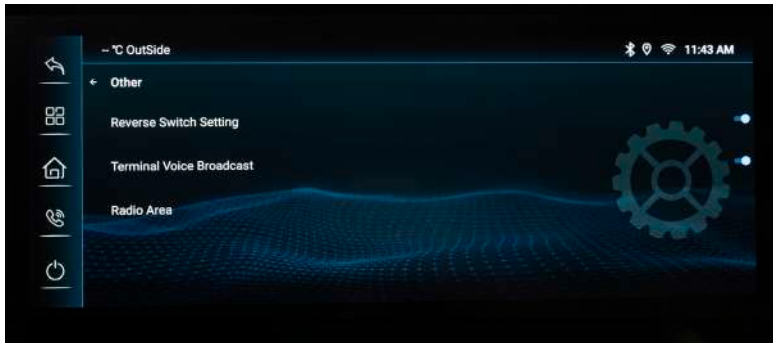 -- °C OutSide
11:43 AM
Other
Reverse Switch Setting
Terminal Voice Broadcast
Radio Area